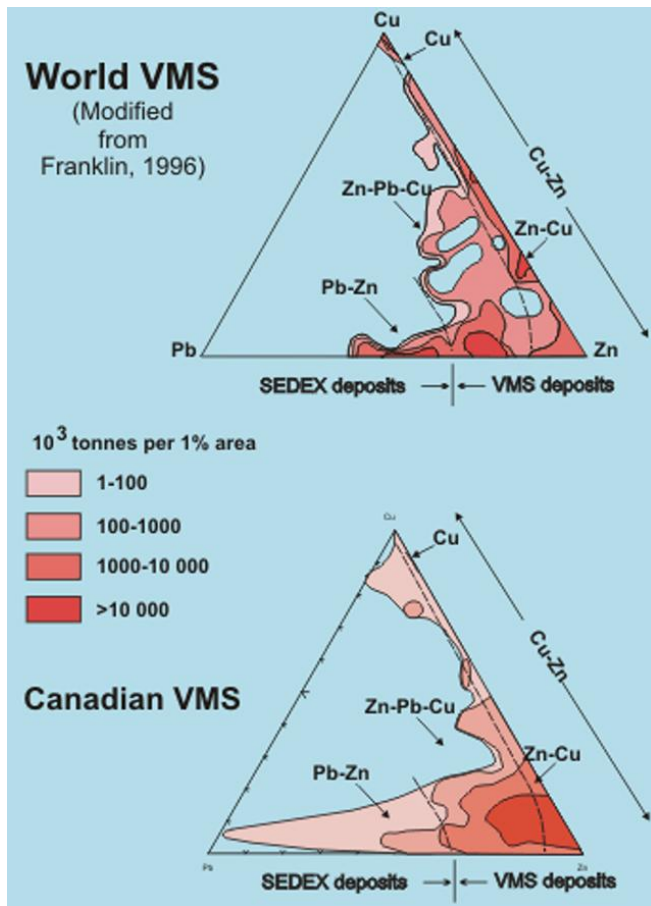 Cu
Cu
World VMS
(Modified
from
Franklin, 1996)
Cu-Zn
Zn-Pb-Cu
Zn-Cu
Pb-Zn
Pb
Zn
SEDEX deposits
VMS deposits
10³ tonnes per 1% area
1-100
100-1000
1000-10 000
>10 000
Cu
Cu
Cu-Zn
Canadian VMS
Zn-Pb-Cu
Zn-Cu
Pb-Zn
Pb
Zn
SEDEX deposits
VMS deposits